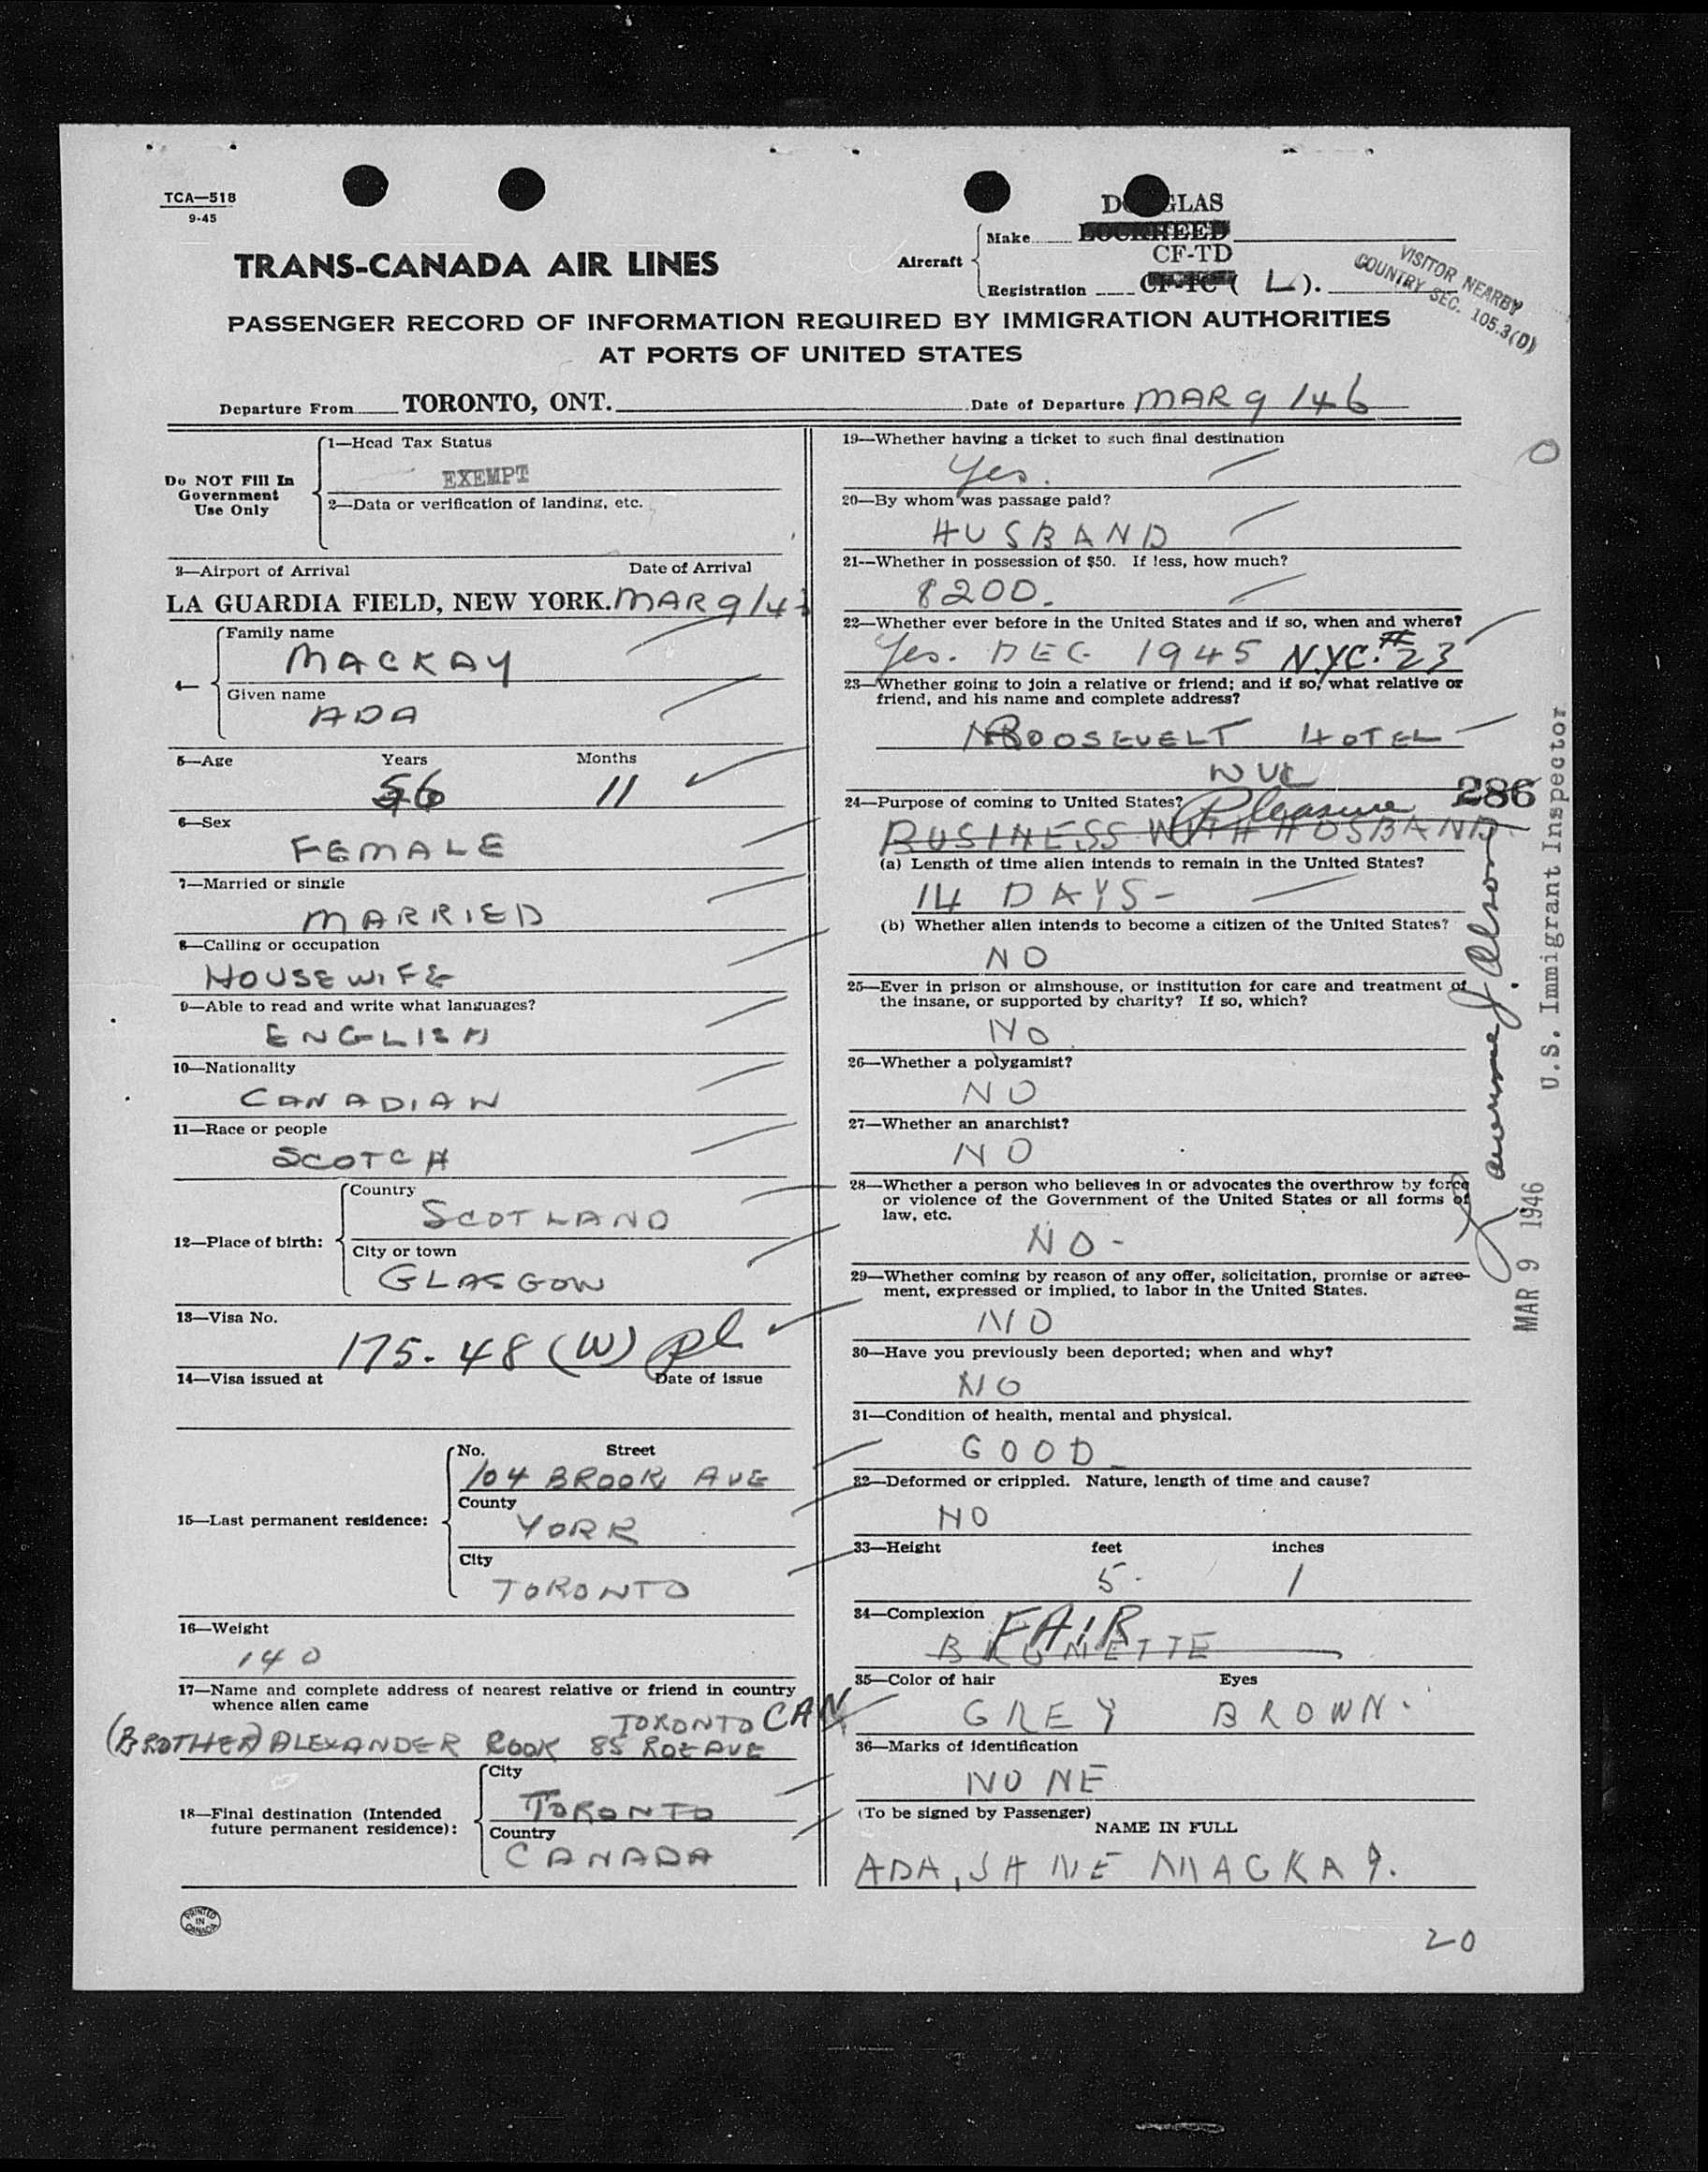 TCA—518
9-45
TRANS-CANADA AIR LINES
Aircraft
Make
DOUGLAS
LOCKHEED
CF-TD
Registration
CF-TC ( L ).
VISITOR NEARBY
COUNTRY SEC. 105.3(D)
PASSENGER RECORD OF INFORMATION REQUIRED BY IMMIGRATION AUTHORITIES
AT PORTS OF UNITED STATES
Departure From TORONTO, ONT.
Date of Departure MAR 9 /46
Do NOT Fill In
Government
Use Only
1—Head Tax Status
EXEMPT
2—Data or verification of landing, etc.
3—Airport of Arrival Date of Arrival
LA GUARDIA FIELD, NEW YORK. MAR 9/4
4—
Family name
MACKAY
Given name
ADA
5—Age Years Months
56 11
6—Sex
FEMALE
7—Married or single
MARRIED
8—Calling or occupation
HOUSEWIFE
9—Able to read and write what languages?
ENGLISH
10—Nationality
CANADIAN
11—Race or people
SCOTCH
12—Place of birth:
Country
SCOTLAND
City or town
GLASGOW
13—Visa No.
175-48 (W) pl
14—Visa issued at Date of issue
15—Last permanent residence:
No. Street
104 BROOK AVE
County
YORK
City
TORONTO
16—Weight
140
17—Name and complete address of nearest relative or friend in country
whence alien came
TORONTO CAN
(BROTHER) ALEXANDER ROOK 85 ROE AVE
18—Final destination (Intended
future permanent residence):
City
TORONTO
Country
CANADA
PRINTED
IN
CANADA
19—Whether having a ticket to such final destination
Yes.
20—By whom was passage paid?
HUSBAND
21—Whether in possession of $50. If less, how much?
$200.
22—Whether ever before in the United States and if so, when and where?
Yes. DEC 1945 N.Y.C. #23
23—Whether going to join a relative or friend; and if so, what relative or
friend, and his name and complete address?
ROOSEVELT HOTEL
NYC
286
24—Purpose of coming to United States?
Pleasure
BUSINESS WITH HUSBAND
(a) Length of time alien intends to remain in the United States?
14 DAYS-
(b) Whether alien intends to become a citizen of the United States?
NO
25—Ever in prison or almshouse, or institution for care and treatment of
the insane, or supported by charity? If so, which?
NO
26—Whether a polygamist?
NO
27—Whether an anarchist?
NO
28—Whether a person who believes in or advocates the overthrow by force
or violence of the Government of the United States or all forms of
law, etc.
NO-
29—Whether coming by reason of any offer, solicitation, promise or agree-
ment, expressed or implied, to labor in the United States.
NO
30—Have you previously been deported; when and why?
NO
31—Condition of health, mental and physical.
GOOD
32—Deformed or crippled. Nature, length of time and cause?
NO
33—Height feet inches
5 1
34—Complexion
FAIR
BRUNETTE
35—Color of hair Eyes
GREY BROWN.
36—Marks of identification
NONE
(To be signed by Passenger)
NAME IN FULL
ADA, JANE MACKAY.
20
MAR 9 1946
U.S. Immigrant Inspector